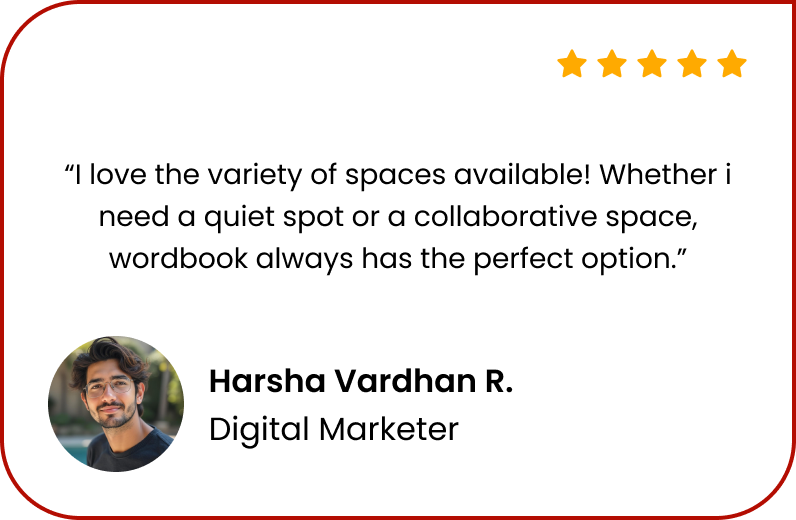 “I love the variety of spaces available! Whether i
need a quiet spot or a collaborative space,
wordbook always has the perfect option.”
Harsha Vardhan R.
Digital Marketer